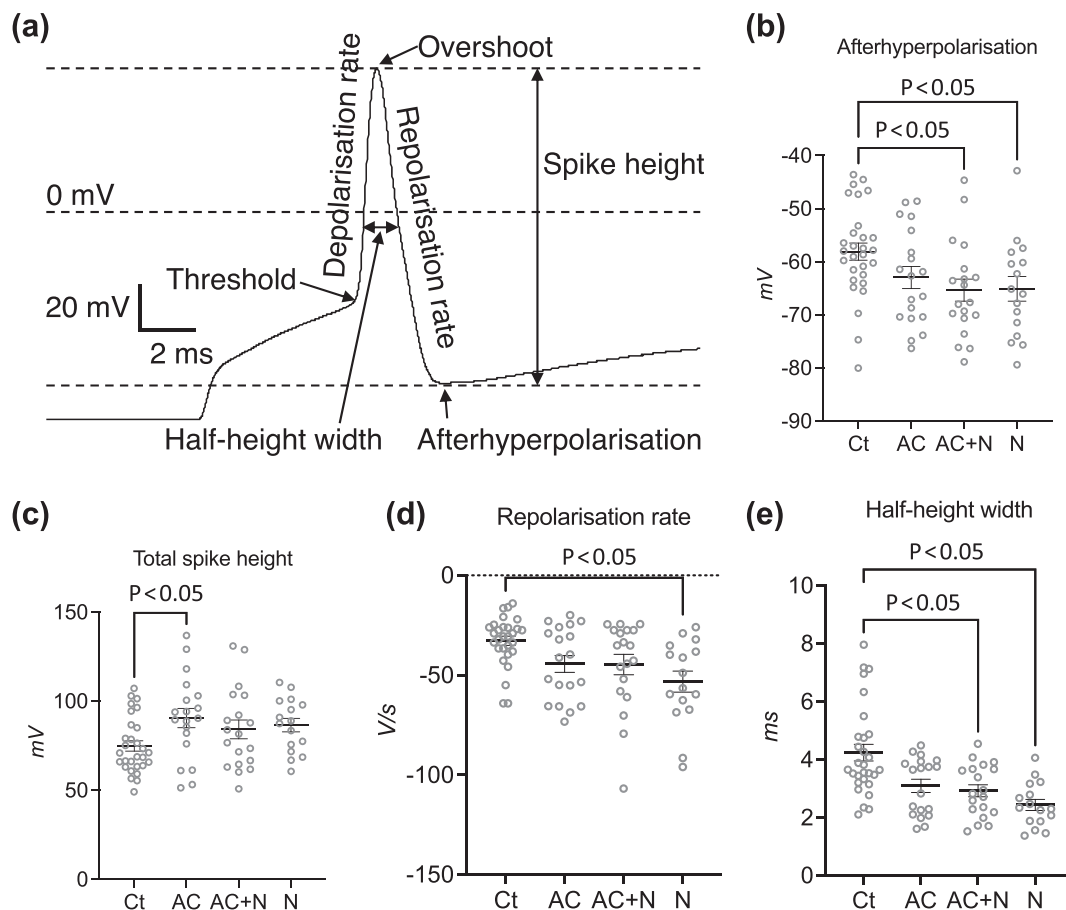 (a)
Overshoot
Depolarisation rate
Repolarisation rate
Spike height
0 mV
Threshold
20 mV
2 ms
Half-height width
Afterhyperpolarisation
(b)
Afterhyperpolarisation
P < 0.05
P < 0.05
-40
-50
-60
-70
-80
-90
mV
Ct AC AC+N N
(c)
Total spike height
P < 0.05
150
100
50
0
mV
Ct AC AC+N N
(d)
Repolarisation rate
P < 0.05
0
-50
-100
-150
V/s
Ct AC AC+N N
(e)
Half-height width
P < 0.05
P < 0.05
10
8
6
4
2
0
ms
Ct AC AC+N N